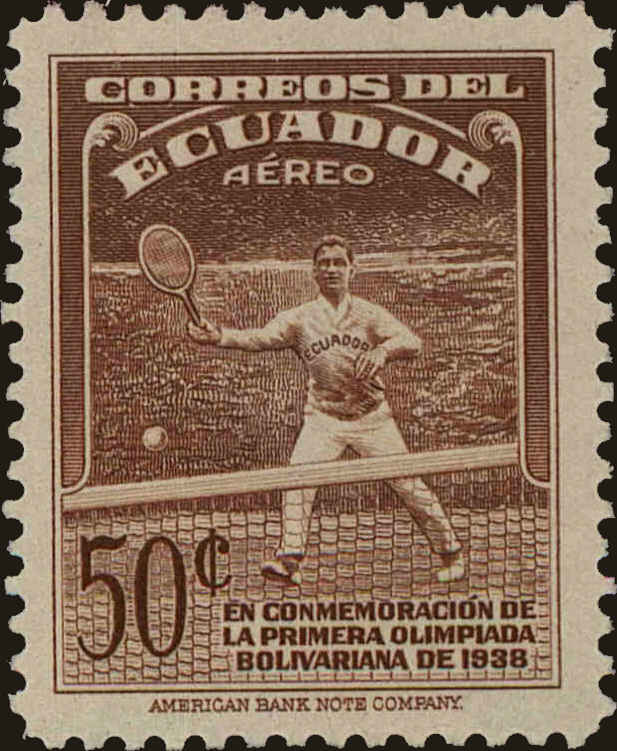 CORREOS DEL
ECUADOR
AÉREO
ECUADOR
50¢
EN CONMEMORACIÓN DE
LA PRIMERA OLIMPIADA
BOLIVARIANA DE 1938
AMERICAN BANK NOTE COMPANY.